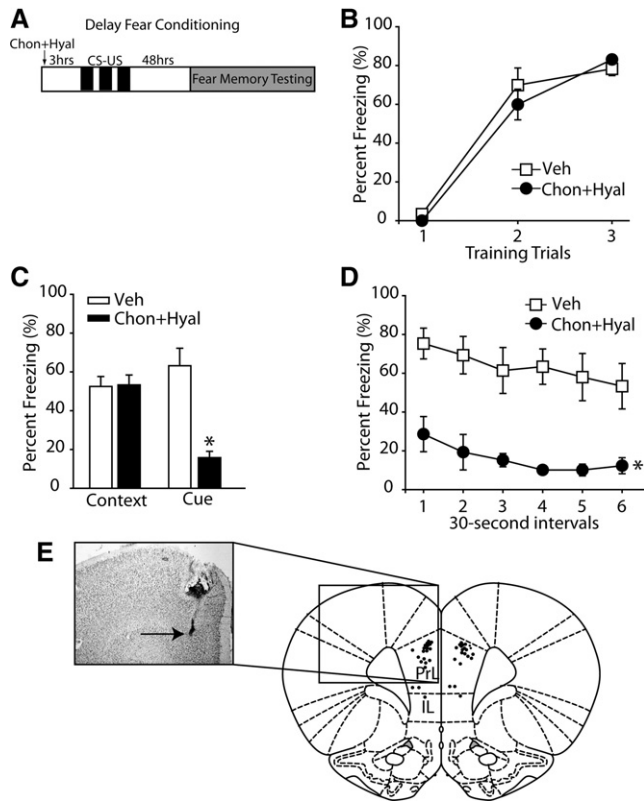 A
Delay Fear Conditioning
Chon+Hyal
3hrs CS-US 48hrs
Fear Memory Testing
B
Percent Freezing (%)
100
80
60
40
20
0
Veh
Chon+Hyal
1 2 3
Training Trials
C
Percent Freezing (%)
100
80
60
40
20
0
Veh
Chon+Hyal
*
Context Cue
D
Percent Freezing (%)
100
80
60
40
20
0
Veh
Chon+Hyal
*
1 2 3 4 5 6
30-second intervals
E
PrL
IL